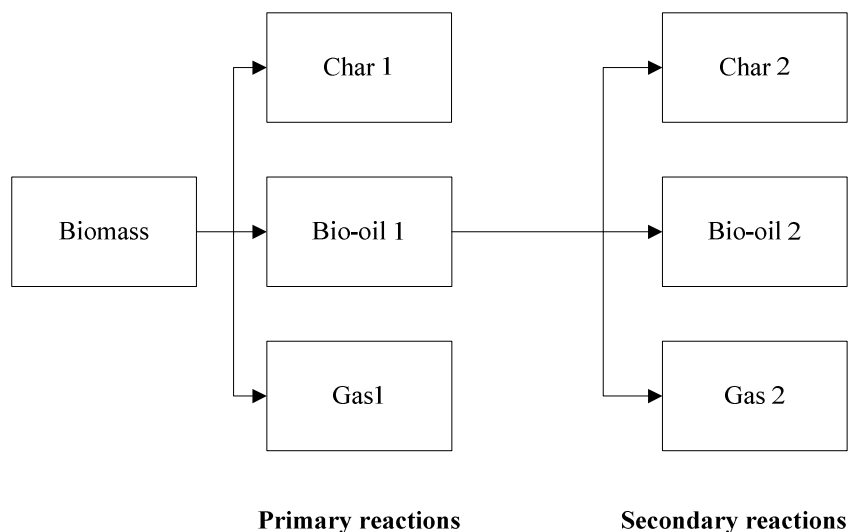 Char 1
Char 2
Biomass
Bio-oil 1
Bio-oil 2
Gas1
Gas 2
Primary reactions
Secondary reactions